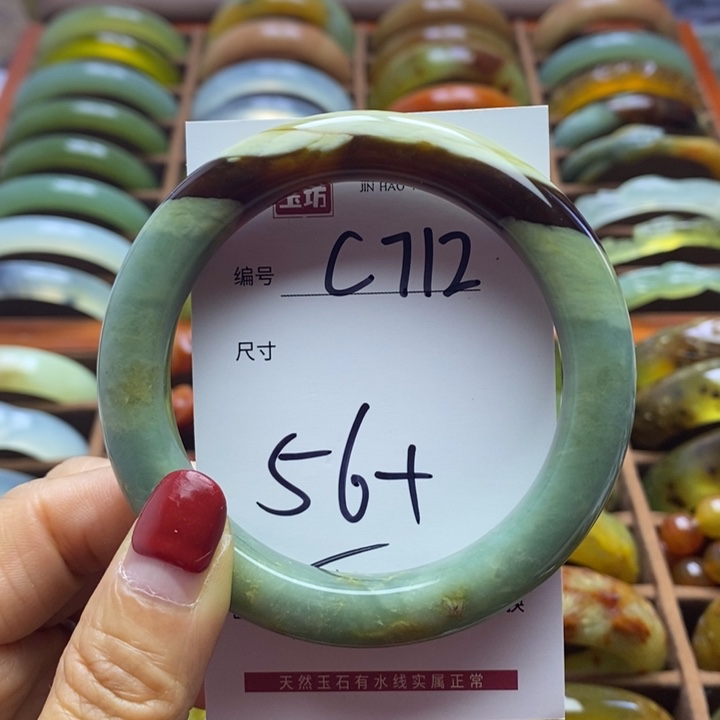 玉坊
JIN HAO
编号 C712
尺寸
56+
天然玉石有水线实属正常